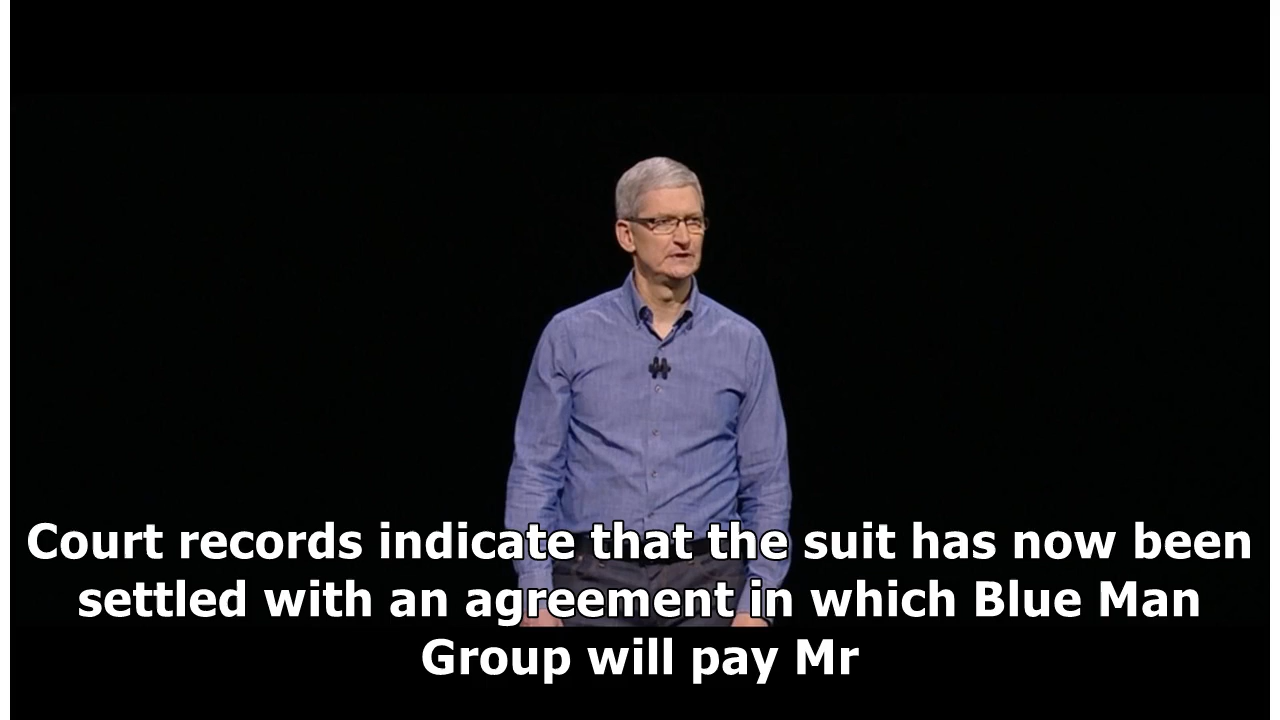 Court records indicate that the suit has now been
settled with an agreement in which Blue Man
Group will pay Mr